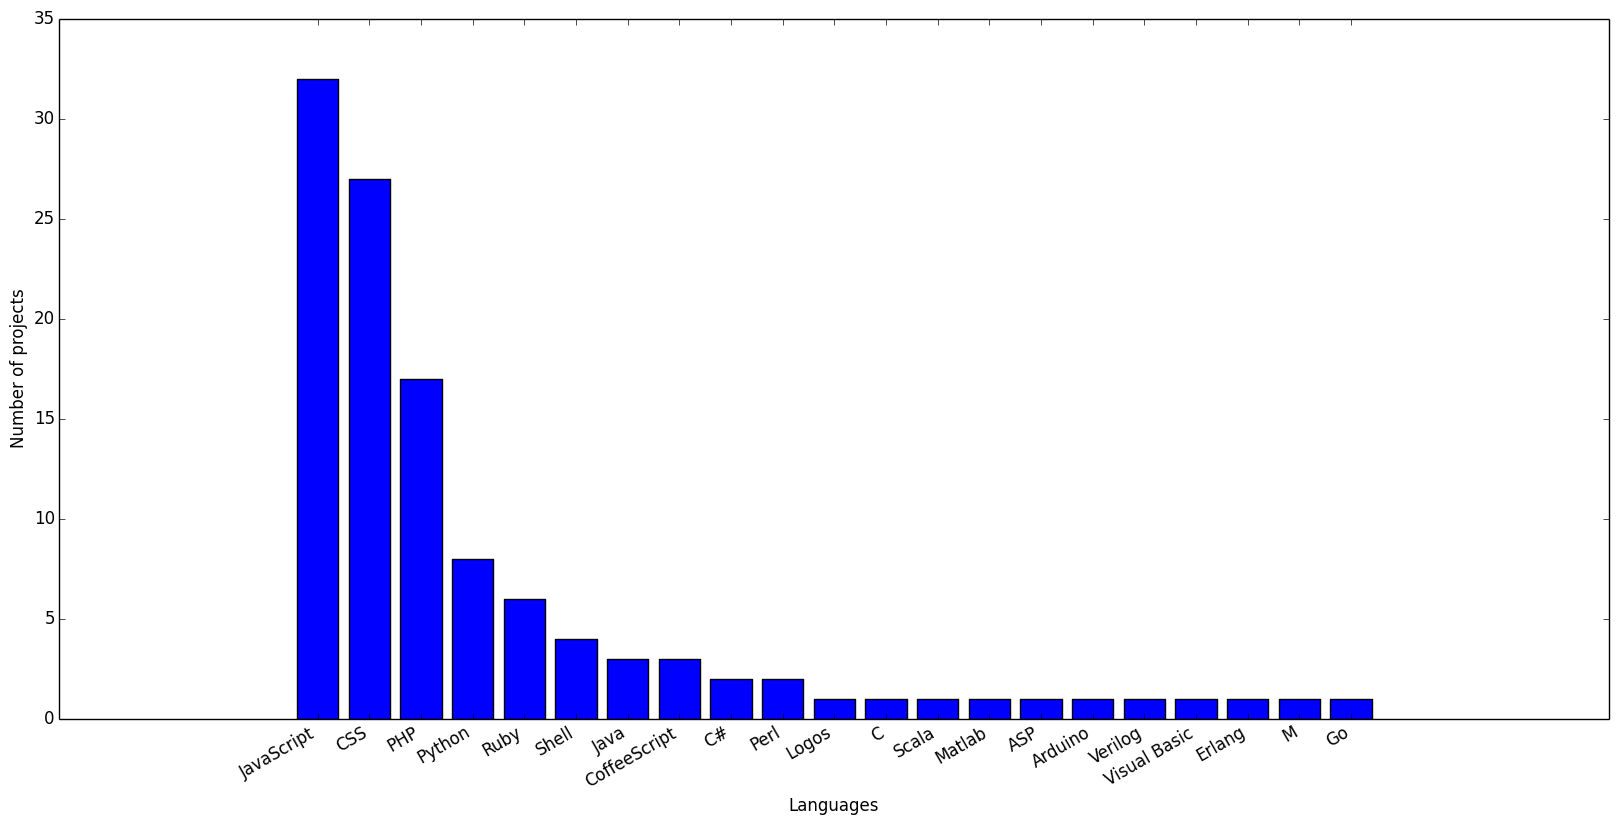 35
30
25
20
15
10
5
0
Number of projects
JavaScript
CSS
PHP
Python
Ruby
Shell
Java
CoffeeScript
C#
Perl
Logos
C
Scala
Matlab
ASP
Arduino
Verilog
Visual Basic
Erlang
M
Go
Languages